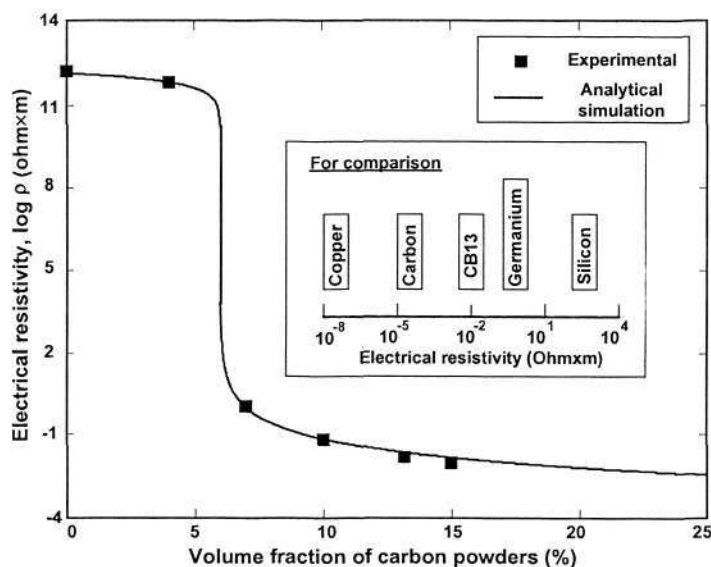 14
11
8
5
2
-1
-4
Electrical resistivity, log ρ (ohm×m)
Experimental
Analytical
simulation
For comparison
Copper
Carbon
CB13
Germanium
Silicon
10-8 10-5 10-2 101 104
Electrical resistivity (Ohmxm)
0 5 10 15 20 25
Volume fraction of carbon powders (%)